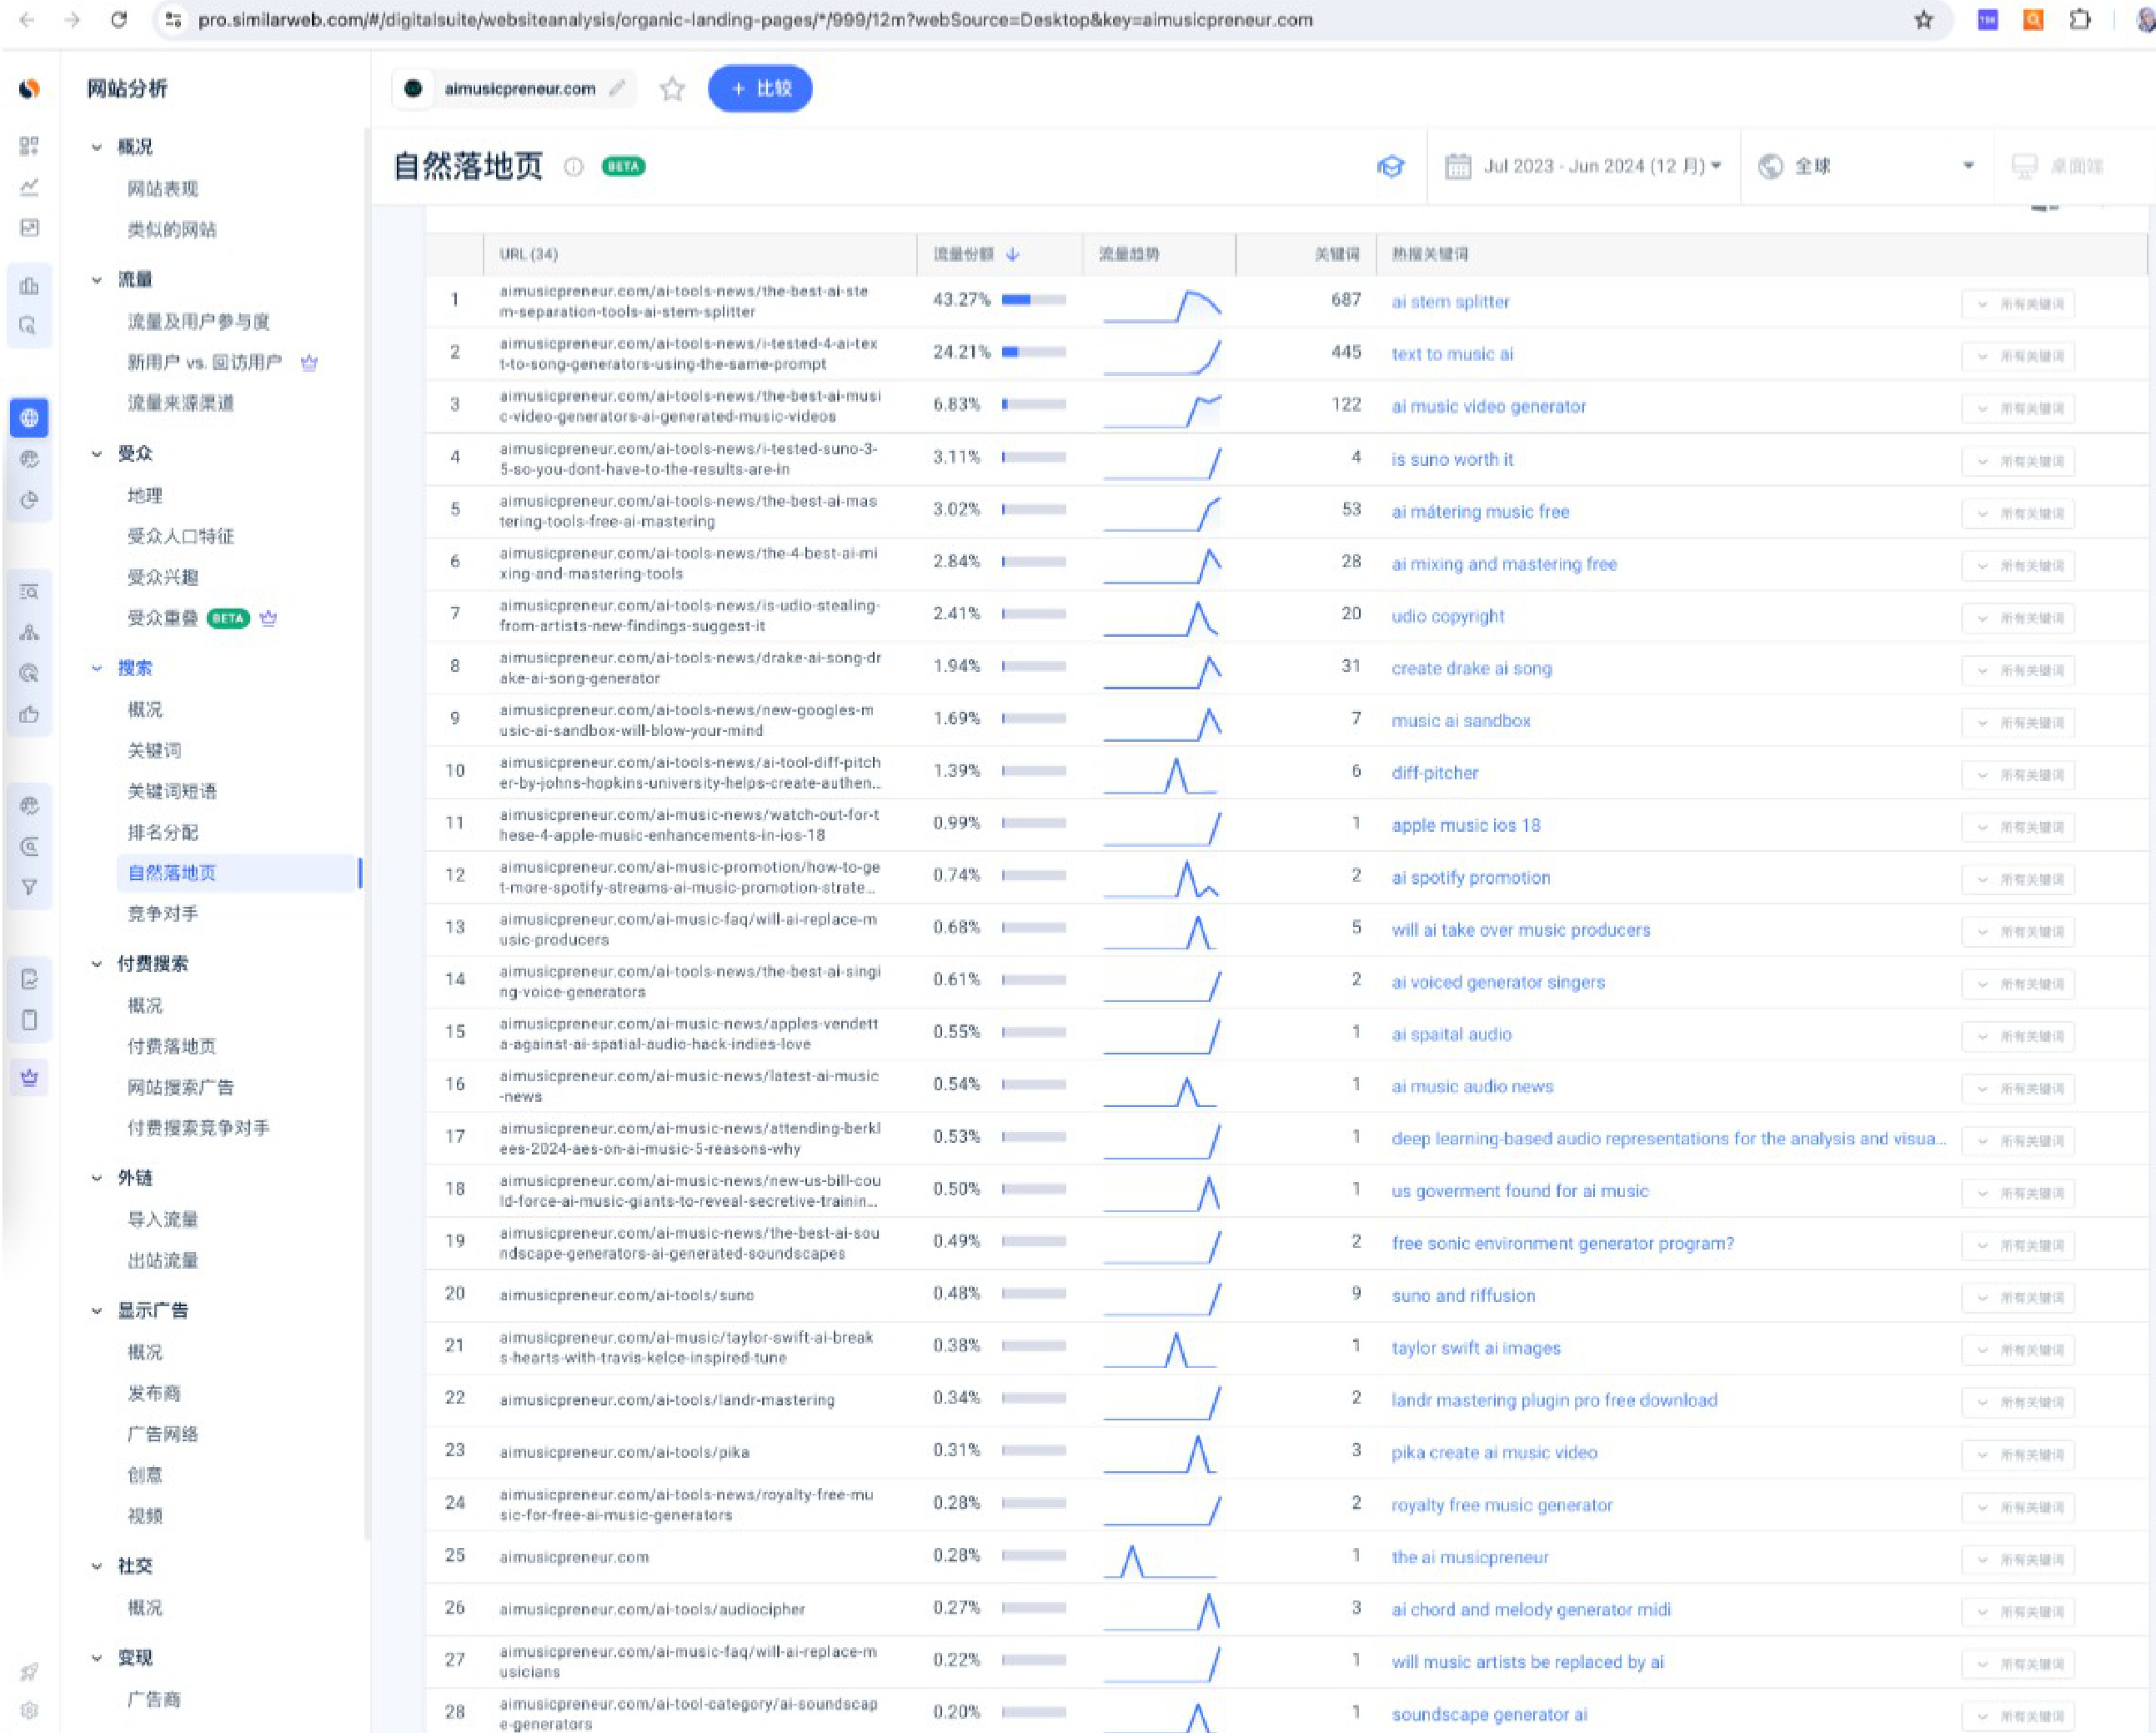 pro.similarweb.com/#/digitalsuite/websiteanalysis/organic-landing-pages/*/999/12m?webSource=Desktop&key=aimusicpreneur.com
网站分析
概况
网站表现
类似的网站
流量
流量及用户参与度
新用户 vs. 回访用户
流量来源渠道
受众
地理
受众人口特征
受众兴趣
受众重叠 BETA
搜索
概况
关键词
关键词短语
排名分配
自然落地页
竞争对手
付费搜索
概况
付费落地页
网站搜索广告
付费搜索竞争对手
外链
导入流量
出站流量
显示广告
概况
发布商
广告网络
创意
视频
社交
概况
变现
广告商
aimusicpreneur.com
+ 比较
自然落地页 BETA
Jul 2023 - Jun 2024 (12 月)
全球
桌面端
URL (34) 流量份额 流量趋势 关键词 热搜关键词
1 aimusicpreneur.com/ai-tools-news/the-best-ai-ste 43.27% 687 ai stem splitter 所有关键词
m-separation-tools-ai-stem-splitter
2 aimusicpreneur.com/ai-tools-news/i-tested-4-ai-tex 24.21% 445 text to music ai 所有关键词
t-to-song-generators-using-the-same-prompt
3 aimusicpreneur.com/ai-tools-news/the-best-ai-musi 6.83% 122 ai music video generator 所有关键词
c-video-generators-ai-generated-music-videos
4 aimusicpreneur.com/ai-tools-news/i-tested-suno-3- 3.11% 4 is suno worth it 所有关键词
5-so-you-dont-have-to-the-results-are-in
5 aimusicpreneur.com/ai-tools-news/the-best-ai-mas 3.02% 53 ai mátering music free 所有关键词
tering-tools-free-ai-mastering
6 aimusicpreneur.com/ai-tools-news/the-4-best-ai-mi 2.84% 28 ai mixing and mastering free 所有关键词
xing-and-mastering-tools
7 aimusicpreneur.com/ai-tools-news/is-udio-stealing- 2.41% 20 udio copyright 所有关键词
from-artists-new-findings-suggest-it
8 aimusicpreneur.com/ai-tools-news/drake-ai-song-dr 1.94% 31 create drake ai song 所有关键词
ake-ai-song-generator
9 aimusicpreneur.com/ai-tools-news/new-googles-m 1.69% 7 music ai sandbox 所有关键词
usic-ai-sandbox-will-blow-your-mind
10 aimusicpreneur.com/ai-tools-news/ai-tool-diff-pitch 1.39% 6 diff-pitcher 所有关键词
er-by-johns-hopkins-university-helps-create-authen...
11 aimusicpreneur.com/ai-music-news/watch-out-for-t 0.99% 1 apple music ios 18 所有关键词
hese-4-apple-music-enhancements-in-ios-18
12 aimusicpreneur.com/ai-music-promotion/how-to-ge 0.74% 2 ai spotify promotion 所有关键词
t-more-spotify-streams-ai-music-promotion-strate...
13 aimusicpreneur.com/ai-music-faq/will-ai-replace-m 0.68% 5 will ai take over music producers 所有关键词
usic-producers
14 aimusicpreneur.com/ai-tools-news/the-best-ai-singi 0.61% 2 ai voiced generator singers 所有关键词
ng-voice-generators
15 aimusicpreneur.com/ai-music-news/apples-vendett 0.55% 1 ai spaital audio 所有关键词
a-against-ai-spatial-audio-hack-indies-love
16 aimusicpreneur.com/ai-music-news/latest-ai-music 0.54% 1 ai music audio news 所有关键词
-news
17 aimusicpreneur.com/ai-music-news/attending-berkl 0.53% 1 deep learning-based audio representations for the analysis and visua... 所有关键词
ees-2024-aes-on-ai-music-5-reasons-why
18 aimusicpreneur.com/ai-music-news/new-us-bill-cou 0.50% 1 us goverment found for ai music 所有关键词
ld-force-ai-music-giants-to-reveal-secretive-trainin...
19 aimusicpreneur.com/ai-music-news/the-best-ai-sou 0.49% 2 free sonic environment generator program? 所有关键词
ndscape-generators-ai-generated-soundscapes
20 aimusicpreneur.com/ai-tools/suno 0.48% 9 suno and riffusion 所有关键词
21 aimusicpreneur.com/ai-music/taylor-swift-ai-break 0.38% 1 taylor swift ai images 所有关键词
s-hearts-with-travis-kelce-inspired-tune
22 aimusicpreneur.com/ai-tools/landr-mastering 0.34% 2 landr mastering plugin pro free download 所有关键词
23 aimusicpreneur.com/ai-tools/pika 0.31% 3 pika create ai music video 所有关键词
24 aimusicpreneur.com/ai-tools-news/royalty-free-mu 0.28% 2 royalty free music generator 所有关键词
sic-for-free-ai-music-generators
25 aimusicpreneur.com 0.28% 1 the ai musicpreneur 所有关键词
26 aimusicpreneur.com/ai-tools/audiocipher 0.27% 3 ai chord and melody generator midi 所有关键词
27 aimusicpreneur.com/ai-music-faq/will-ai-replace-m 0.22% 1 will music artists be replaced by ai 所有关键词
usicians
28 aimusicpreneur.com/ai-tool-category/ai-soundscap 0.20% 1 soundscape generator ai 所有关键词
e-generators